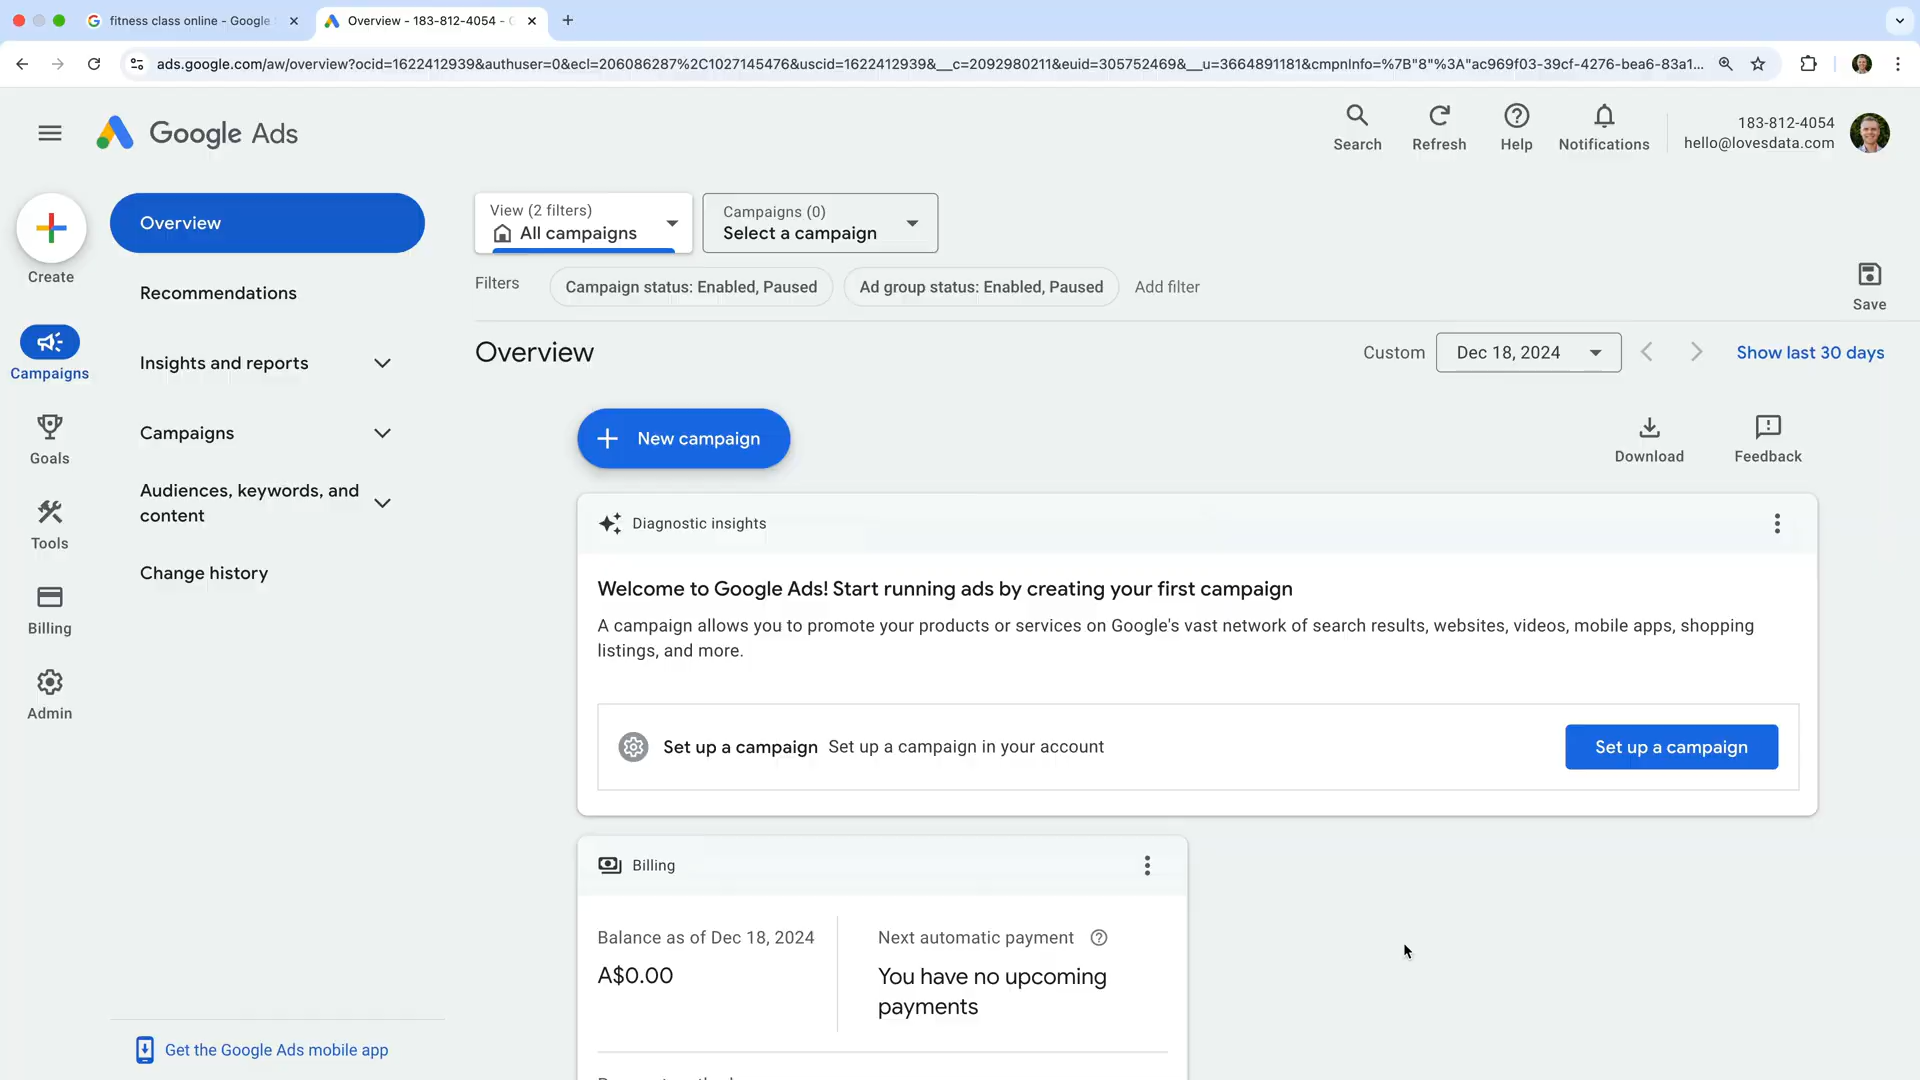 fitness class online - Google
Overview - 183-812-4054 -
ads.google.com/aw/overview?ocid=1622412939&authuser=0&ecl=206086287%2C1027145476&uscid=1622412939&__c=2092980211&euid=305752469&__u=3664891181&cmpnInfo=%7B"8"%3A"ac969f03-39cf-4276-bea6-83a1...
Google Ads
Search
Refresh
Help
Notifications
183-812-4054
hello@lovesdata.com
Create
Campaigns
Goals
Tools
Billing
Admin
Overview
Recommendations
Insights and reports
Campaigns
Audiences, keywords, and
content
Change history
Get the Google Ads mobile app
View (2 filters)
All campaigns
Campaigns (0)
Select a campaign
Filters
Campaign status: Enabled, Paused
Ad group status: Enabled, Paused
Add filter
Save
Overview
Custom
Dec 18, 2024
Show last 30 days
New campaign
Download
Feedback
Diagnostic insights
Welcome to Google Ads! Start running ads by creating your first campaign
A campaign allows you to promote your products or services on Google's vast network of search results, websites, videos, mobile apps, shopping
listings, and more.
Set up a campaign
Set up a campaign in your account
Set up a campaign
Billing
Balance as of Dec 18, 2024
A$0.00
Next automatic payment
You have no upcoming
payments